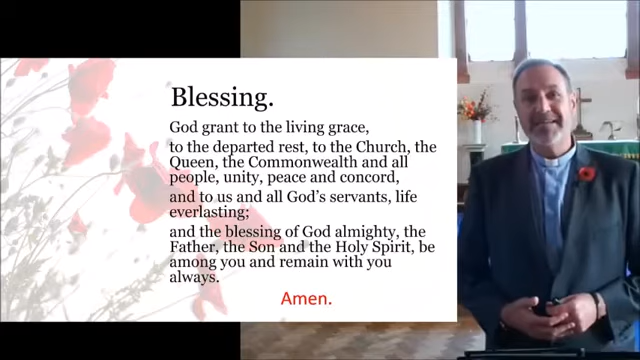 Blessing.
God grant to the living grace,
to the departed rest, to the Church, the
Queen, the Commonwealth and all
people, unity, peace and concord,
and to us and all God's servants, life
everlasting;
and the blessing of God almighty, the
Father, the Son and the Holy Spirit, be
among you and remain with you
always.
Amen.